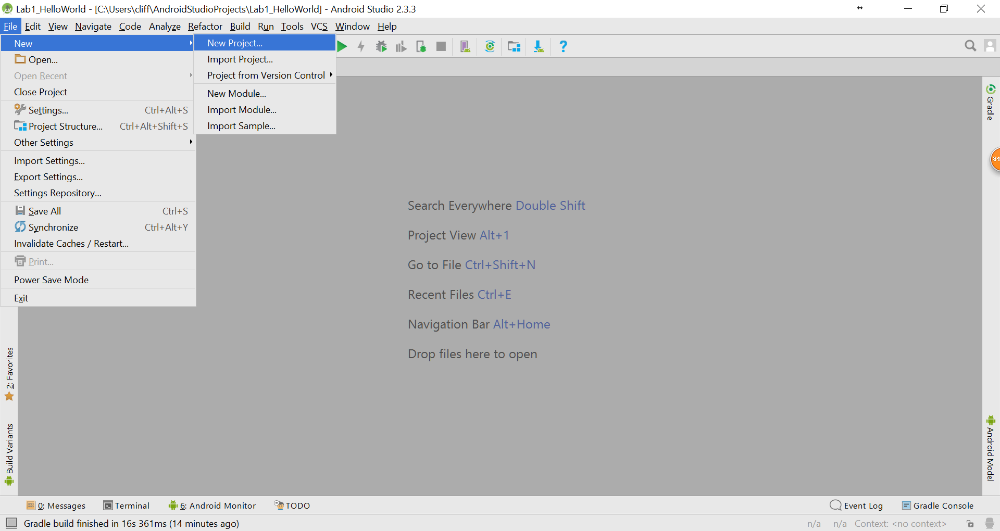 Lab1_HelloWorld - [C:\Users\cliff\AndroidStudioProjects\Lab1_HelloWorld] - Android Studio 2.3.3
File Edit View Navigate Code Analyze Refactor Build Run Tools VCS Window Help
New
Open...
Open Recent
Close Project
Settings... Ctrl+Alt+S
Project Structure... Ctrl+Alt+Shift+S
Other Settings
Import Settings...
Export Settings...
Settings Repository...
Save All Ctrl+S
Synchronize Ctrl+Alt+Y
Invalidate Caches / Restart...
Print...
Power Save Mode
Exit
New Project...
Import Project...
Project from Version Control
New Module...
Import Module...
Import Sample...
Search Everywhere Double Shift
Project View Alt+1
Go to File Ctrl+Shift+N
Recent Files Ctrl+E
Navigation Bar Alt+Home
Drop files here to open
2: Favorites
Build Variants
Gradle
84
Android Model
0: Messages Terminal 6: Android Monitor TODO Event Log Gradle Console
Gradle build finished in 16s 361ms (14 minutes ago) n/a n/a Context: <no context>